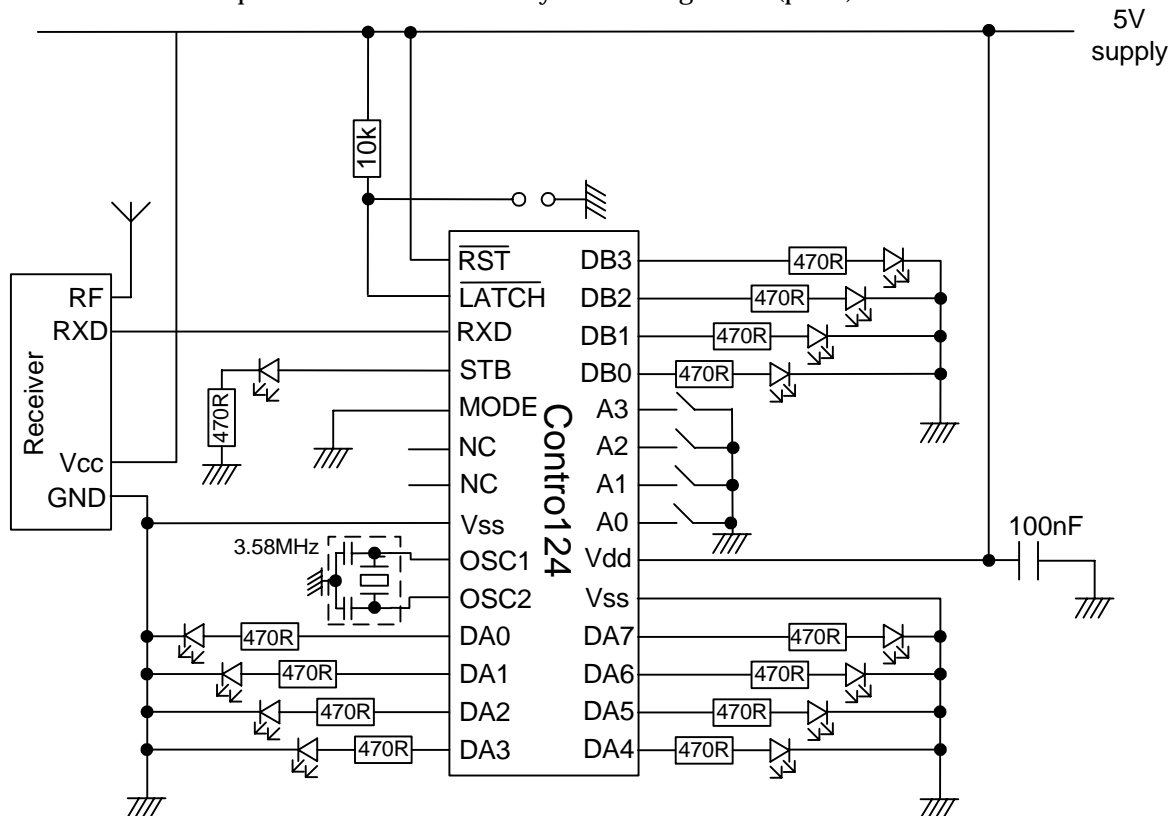 5V
supply
10k
RF
RXD
Receiver
Vcc
GND
RST
LATCH
RXD
STB
MODE
NC
NC
Vss
OSC1
OSC2
DA0
DA1
DA2
DA3
Contro124
DB3
DB2
DB1
DB0
A3
A2
A1
A0
Vdd
Vss
DA7
DA6
DA5
DA4
470R
470R
470R
470R
470R
3.58MHz
100nF
470R
470R
470R
470R
470R
470R
470R
470R